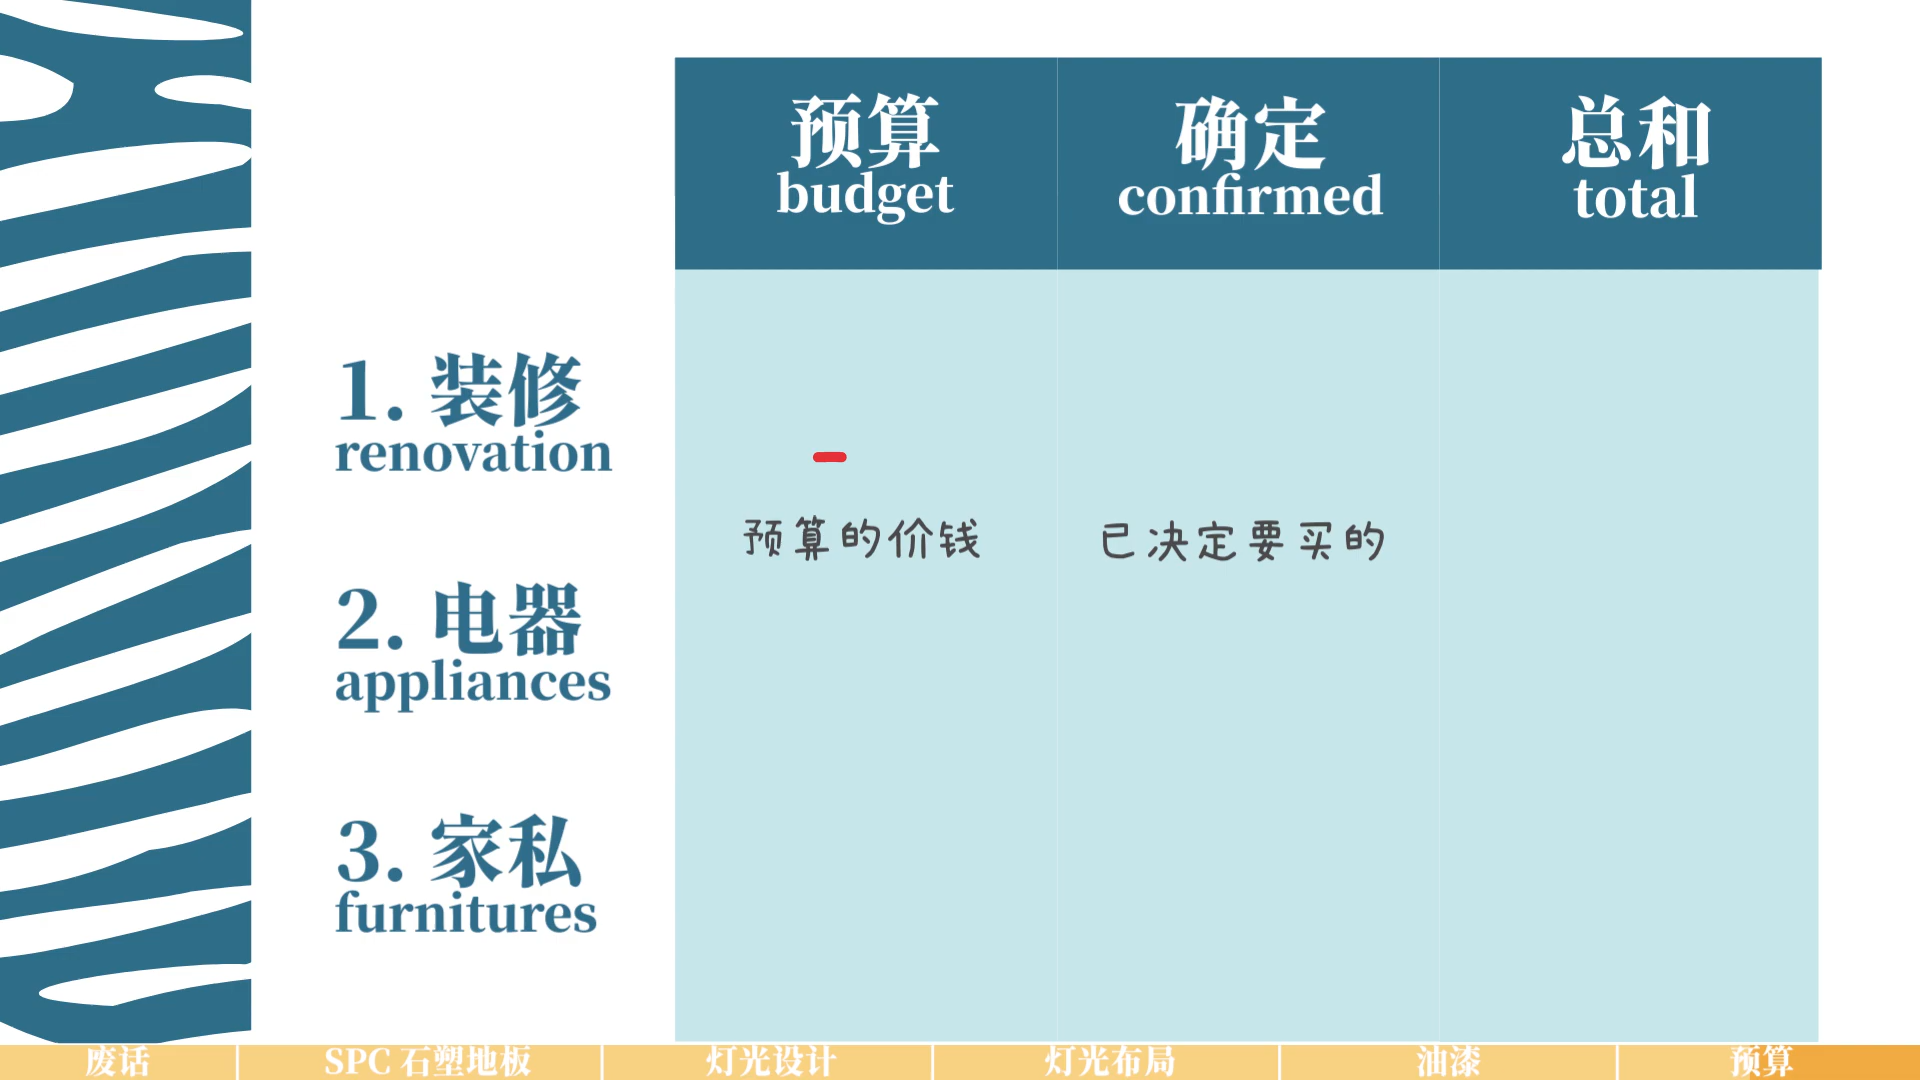 预算
budget
确定
confirmed
总和
total
1. 装修
renovation
预算的价钱
已决定要买的
2. 电器
appliances
3. 家私
furnitures
废话
SPC 石塑地板
灯光设计
灯光布局
油漆
预算